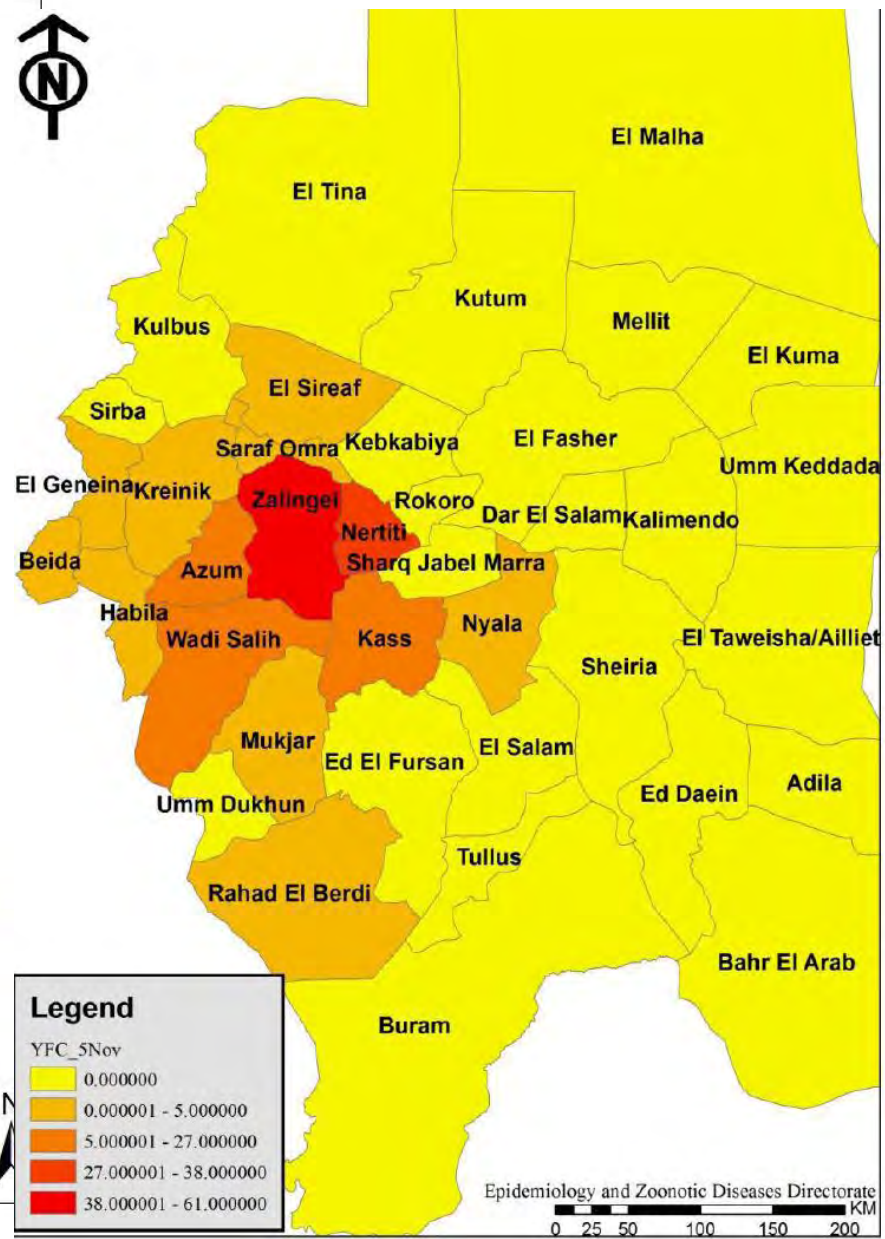 N
El Malha
El Tina
Kutum
Kulbus
Mellit
El Kuma
El Sireaf
Sirba
Saraf Omra
Kebkabiya
El Fasher
Umm Keddada
El Geneina
Kreinik
Zalingei
Rokoro
Dar El Salam
Kalimendo
Nertiti
Beida
Azum
Sharq Jabel Marra
Habila
Wadi Salih
Kass
Nyala
El Taweisha/Ailliet
Sheiria
Mukjar
Ed El Fursan
El Salam
Umm Dukhun
Ed Daein
Adila
Tullus
Rahad El Berdi
Bahr El Arab
Buram
Legend
YFC_5Nov
0.000000
0.000001 - 5.000000
5.000001 - 27.000000
27.000001 - 38.000000
38.000001 - 61.000000
N
Epidemiology and Zoonotic Diseases Directorate
KM
0 25 50 100 150 200